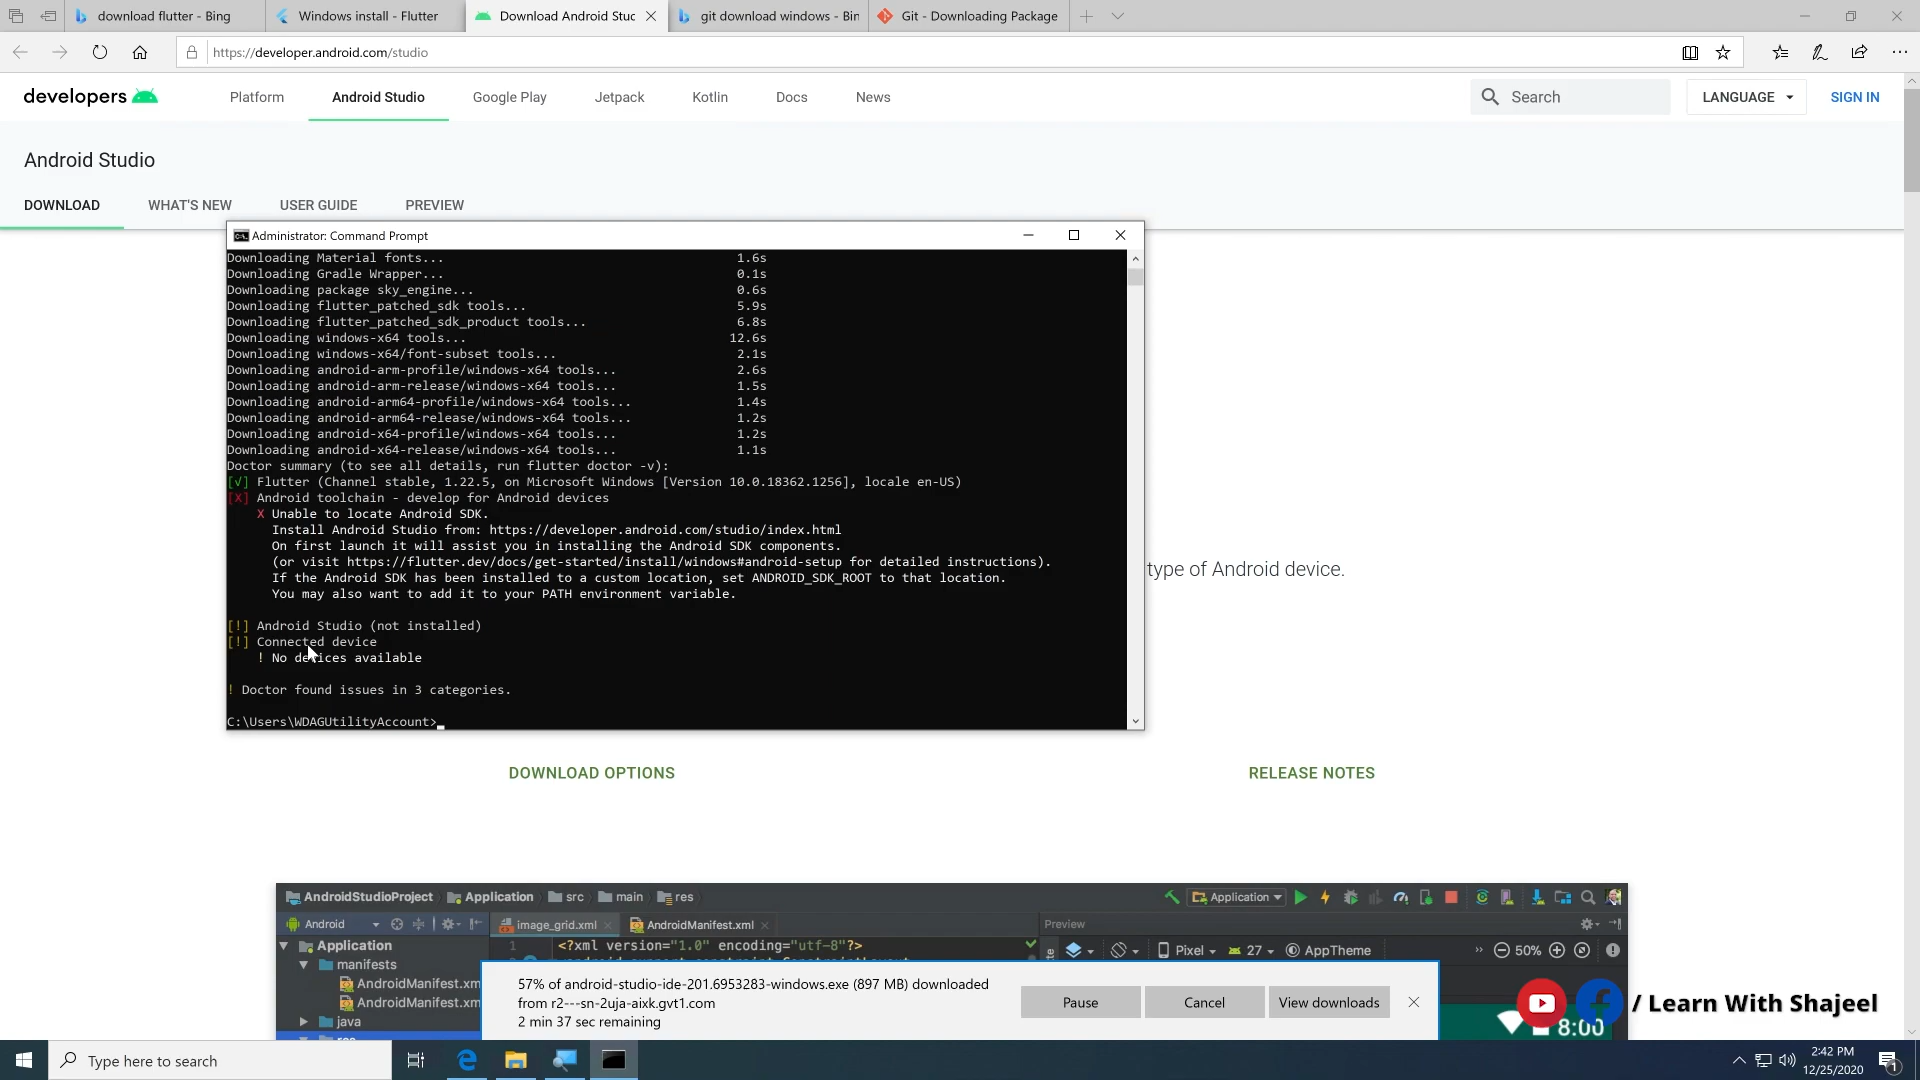 download flutter - Bing
Windows install - Flutter
Download Android Stuc
git download windows - Bin
Git - Downloading Package
https://developer.android.com/studio
developers
Platform
Android Studio
Google Play
Jetpack
Kotlin
Docs
News
Search
LANGUAGE
SIGN IN
Android Studio
DOWNLOAD
WHAT'S NEW
USER GUIDE
PREVIEW
Administrator: Command Prompt
Downloading Material fonts... 1.6s
Downloading Gradle Wrapper... 0.1s
Downloading package sky_engine... 0.6s
Downloading flutter_patched_sdk tools... 5.9s
Downloading flutter_patched_sdk_product tools... 6.8s
Downloading windows-x64 tools... 12.6s
Downloading windows-x64/font-subset tools... 2.1s
Downloading android-arm-profile/windows-x64 tools... 2.6s
Downloading android-arm-release/windows-x64 tools... 1.5s
Downloading android-arm64-profile/windows-x64 tools... 1.4s
Downloading android-arm64-release/windows-x64 tools... 1.2s
Downloading android-x64-profile/windows-x64 tools... 1.2s
Downloading android-x64-release/windows-x64 tools... 1.1s
Doctor summary (to see all details, run flutter doctor -v):
[√] Flutter (Channel stable, 1.22.5, on Microsoft Windows [Version 10.0.18362.1256], locale en-US)
[X] Android toolchain - develop for Android devices
X Unable to locate Android SDK.
Install Android Studio from: https://developer.android.com/studio/index.html
On first launch it will assist you in installing the Android SDK components.
(or visit https://flutter.dev/docs/get-started/install/windows#android-setup for detailed instructions).
If the Android SDK has been installed to a custom location, set ANDROID_SDK_ROOT to that location.
You may also want to add it to your PATH environment variable.
[!] Android Studio (not installed)
[!] Connected device
! No devices available
! Doctor found issues in 3 categories.
C:\Users\WDAGUtilityAccount>
type of Android device.
DOWNLOAD OPTIONS
RELEASE NOTES
AndroidStudioProject Application src main res
Application
Android
image_grid.xml
AndroidManifest.xml
Preview
Application
1 <?xml version="1.0" encoding="utf-8"?>
Pixel 27 AppTheme
50%
manifests
AndroidManifest.xm
AndroidManifest.xm
java
57% of android-studio-ide-201.6953283-windows.exe (897 MB) downloaded
from r2---sn-2uja-aixk.gvt1.com
2 min 37 sec remaining
Pause
Cancel
View downloads
/ Learn With Shajeel
8:00
Type here to search
2:42 PM
12/25/2020
1